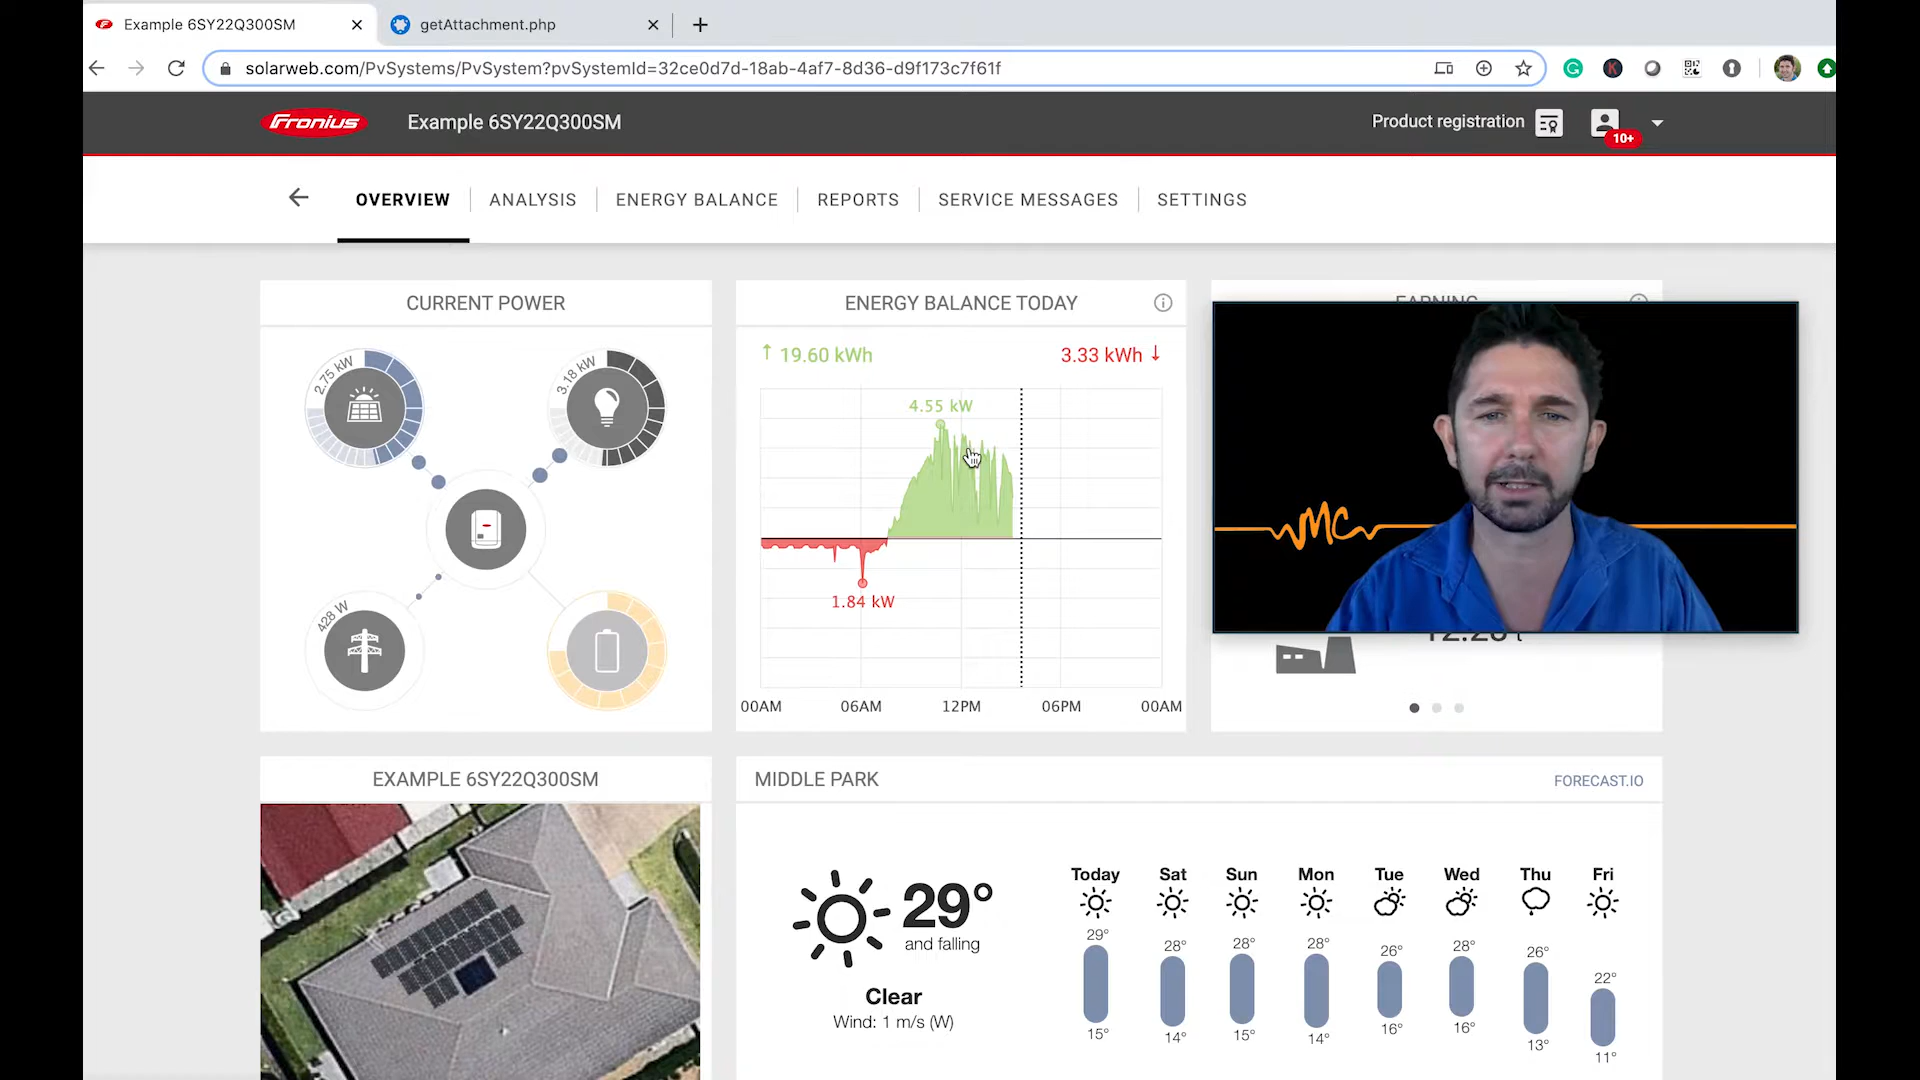 Example 6SY22Q300SM
getAttachment.php
solarweb.com/PvSystems/PvSystem?pvSystemId=32ce0d7d-18ab-4af7-8d36-d9f173c7f61f
Fronius
Example 6SY22Q300SM
Product registration
10+
OVERVIEW
ANALYSIS
ENERGY BALANCE
REPORTS
SERVICE MESSAGES
SETTINGS
CURRENT POWER
2.75 kW
3.18 kW
428 W
ENERGY BALANCE TODAY
↑ 19.60 kWh
3.33 kWh ↓
4.55 kW
1.84 kW
00AM
06AM
12PM
06PM
00AM
MC
EXAMPLE 6SY22Q300SM
MIDDLE PARK
FORECAST.IO
29°
and falling
Clear
Wind: 1 m/s (W)
Today Sat Sun Mon Tue Wed Thu Fri
29° 28° 28° 28° 26° 28° 26° 22°
15° 14° 15° 14° 16° 16° 13° 11°